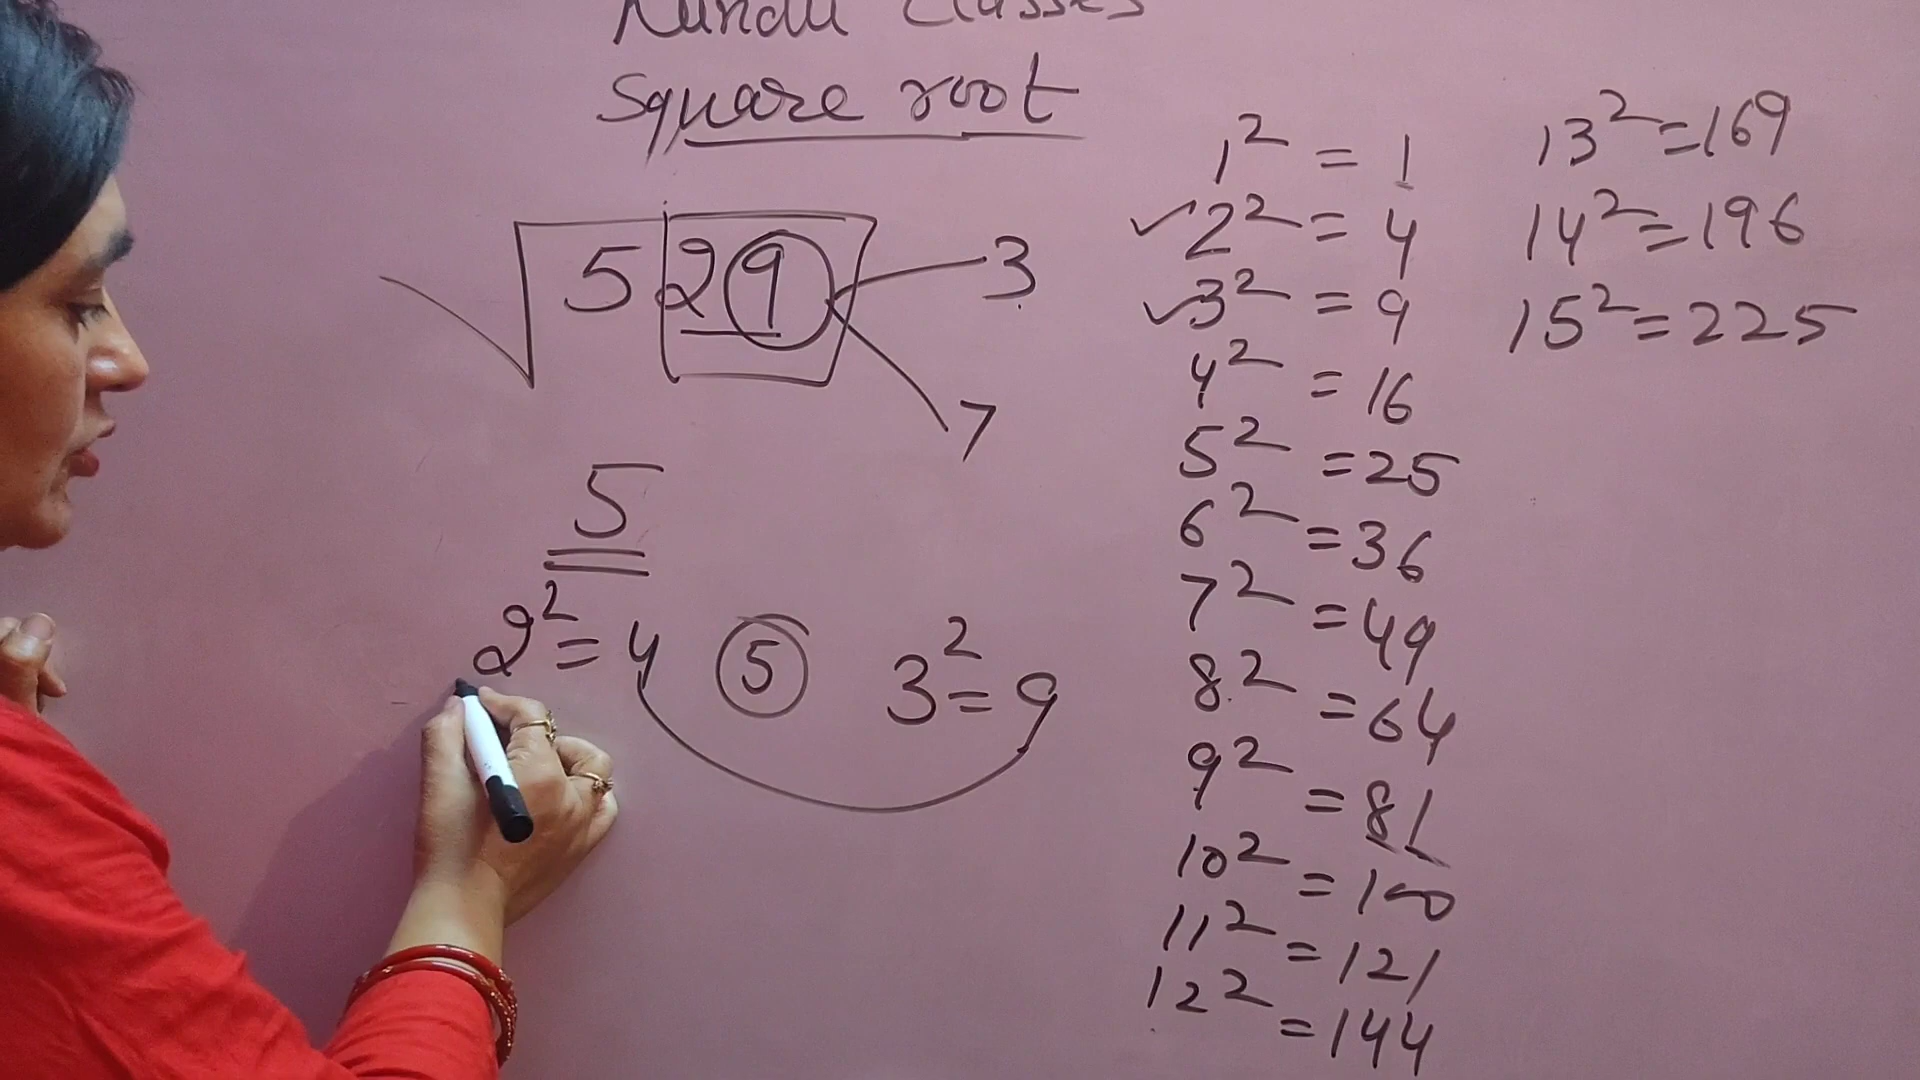 Classes
Square root
√529
3
7
5
2² = 4
5
3² = 9
1² = 1
2² = 4
3² = 9
4² = 16
5² = 25
6² = 36
7² = 49
8² = 64
9² = 81
10² = 100
11² = 121
12² = 144
13² = 169
14² = 196
15² = 225